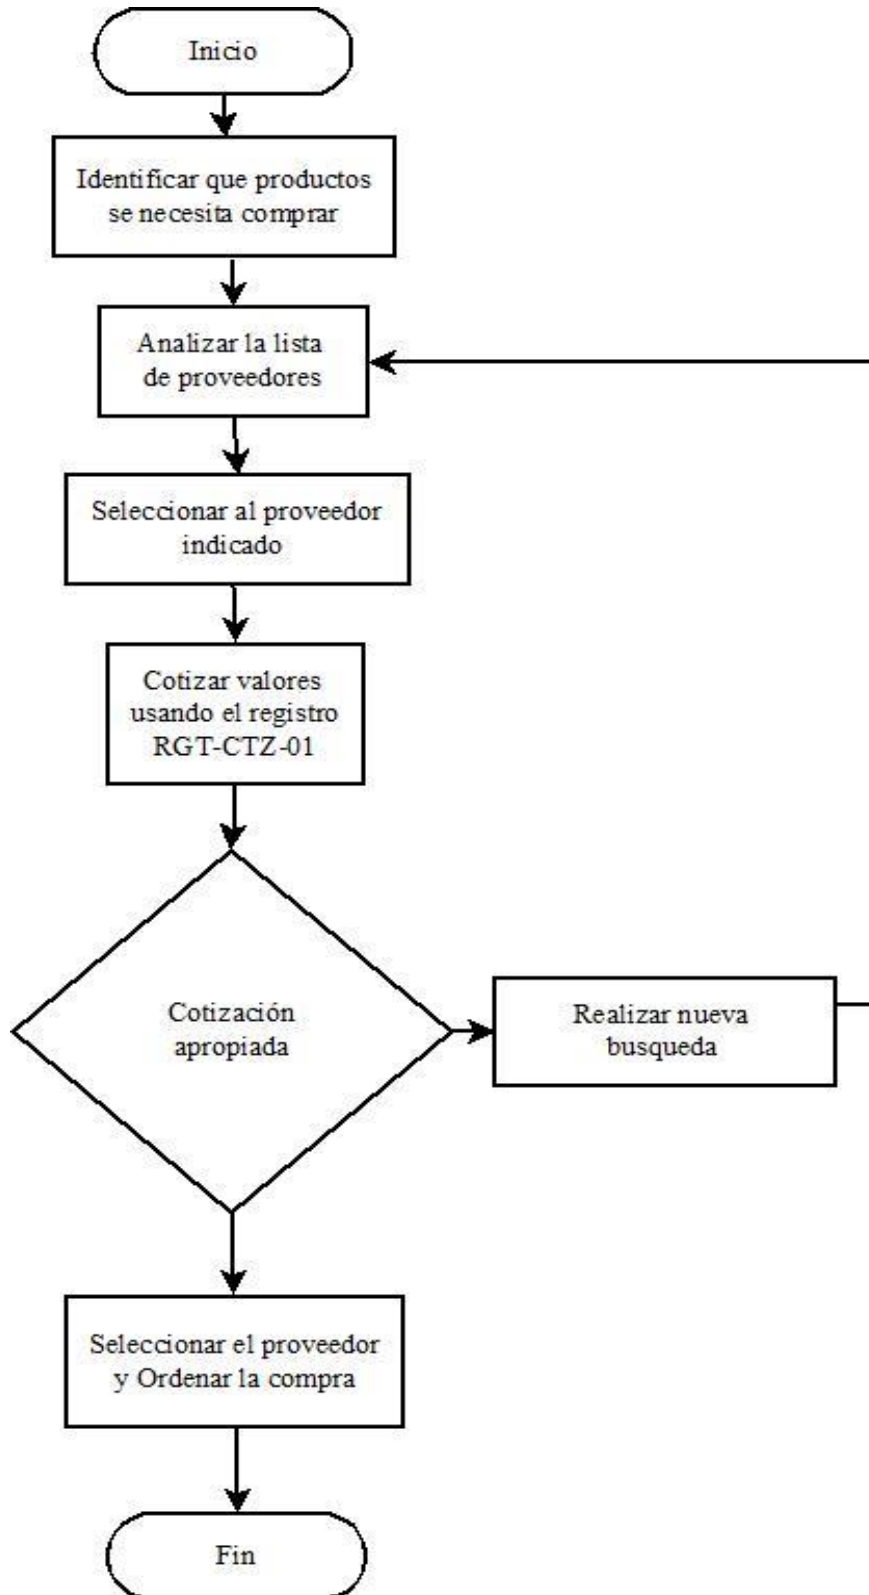 Inicio
Identificar que productos
se necesita comprar
Analizar la lista
de proveedores
Seleccionar al proveedor
indicado
Cotizar valores
usando el registro
RGT-CTZ-01
Cotización
apropiada
Realizar nueva
busqueda
Seleccionar el proveedor
y Ordenar la compra
Fin